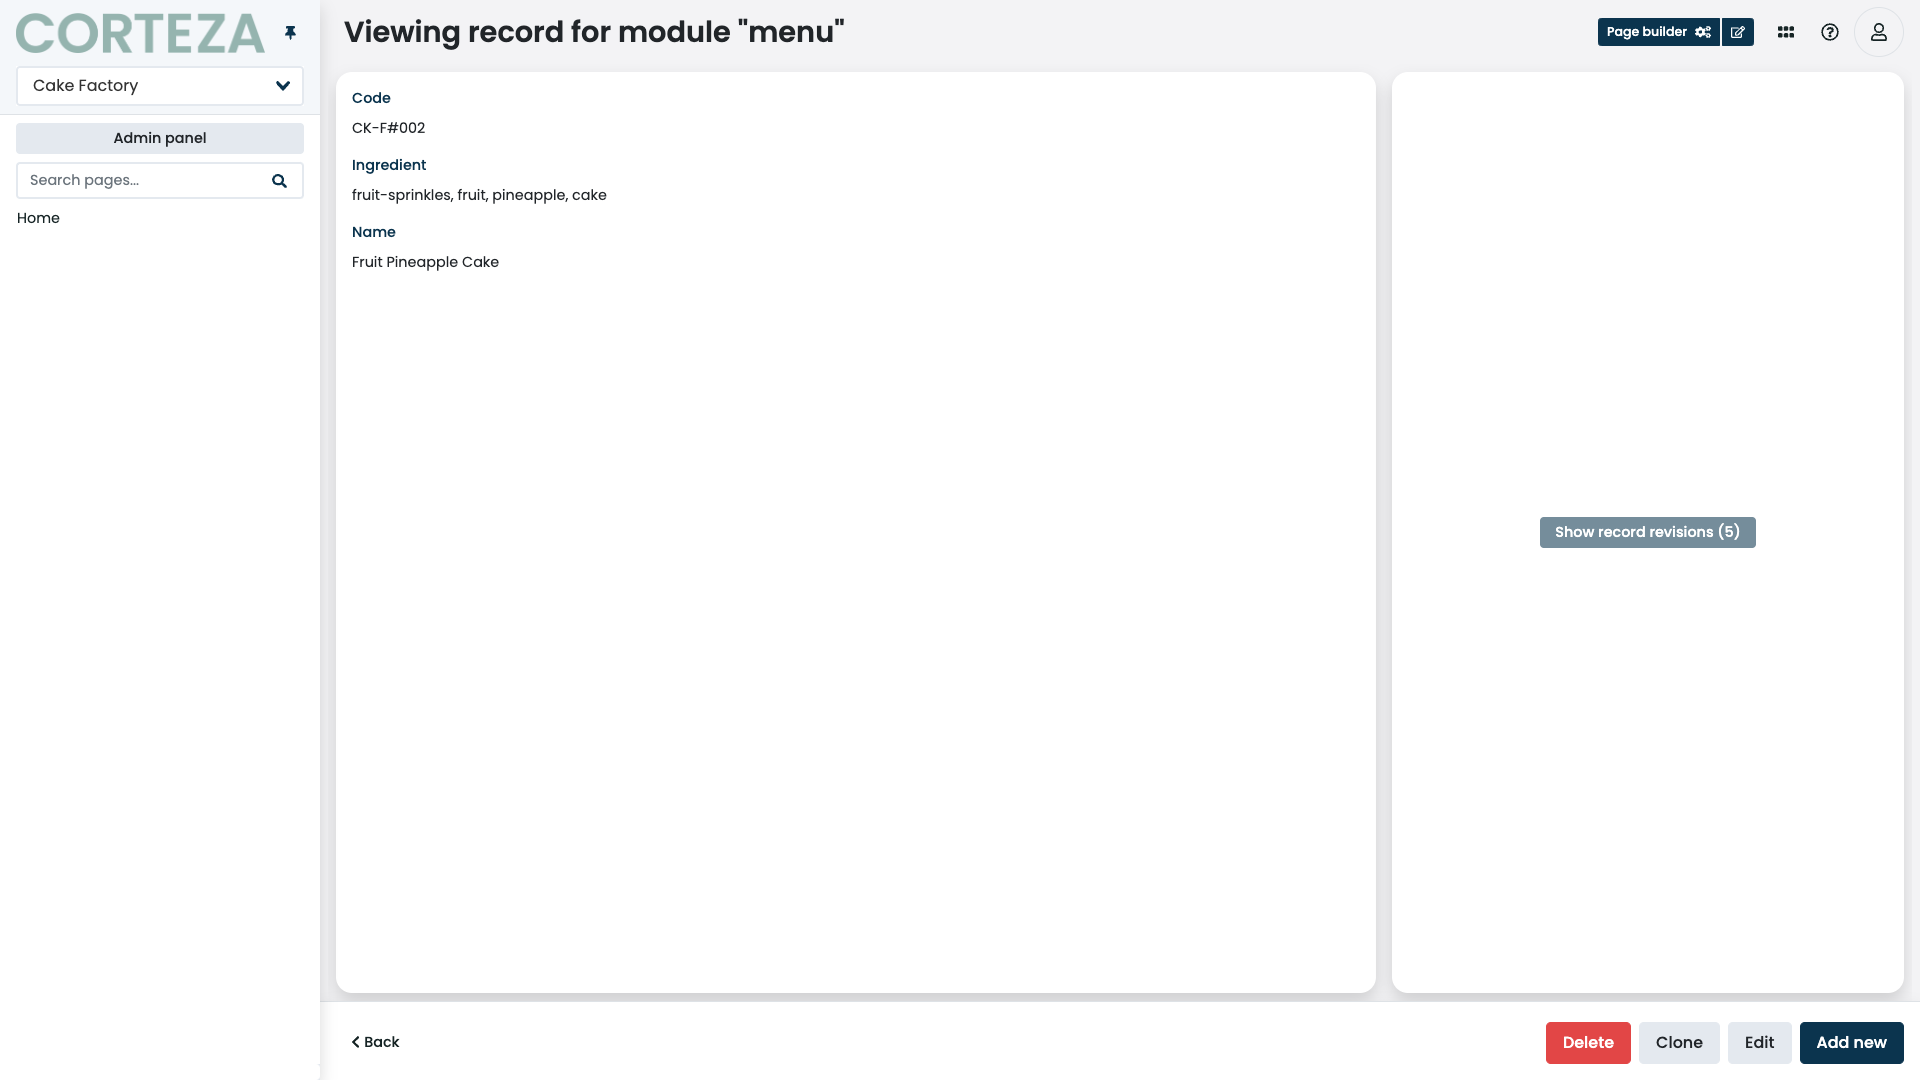 CORTEZA
Cake Factory
Admin panel
Search pages...
Home
Viewing record for module "menu"
Page builder
Code
CK-F#002
Ingredient
fruit-sprinkles, fruit, pineapple, cake
Name
Fruit Pineapple Cake
Show record revisions (5)
Back
Delete
Clone
Edit
Add new